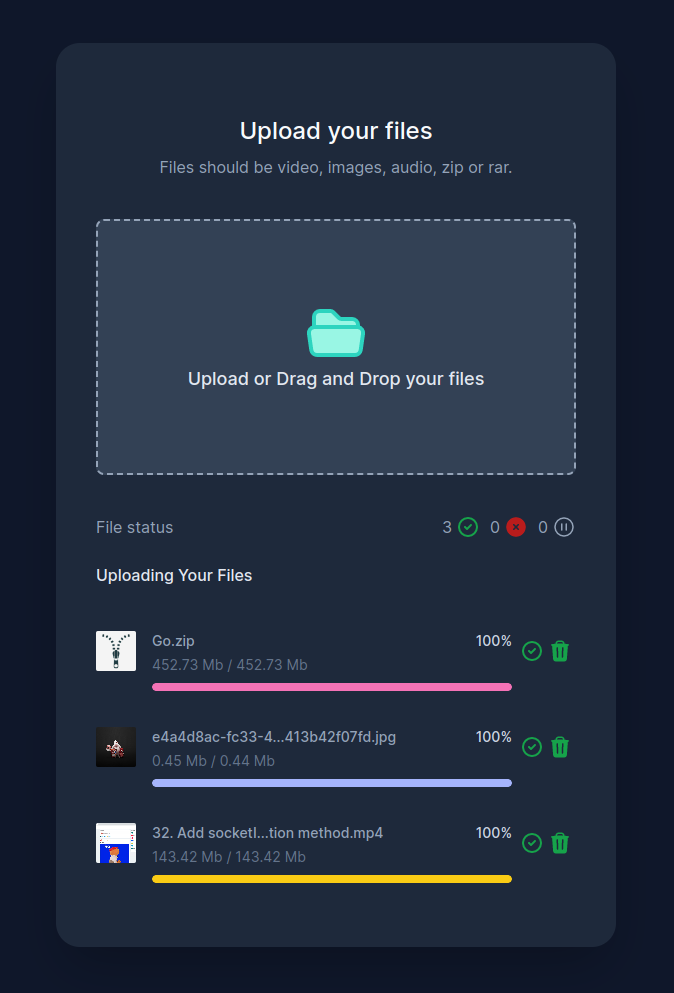 Upload your files
Files should be video, images, audio, zip or rar.
Upload or Drag and Drop your files
File status 3 0 0
Uploading Your Files
Go.zip 100%
452.73 Mb / 452.73 Mb
e4a4d8ac-fc33-4...413b42f07fd.jpg 100%
0.45 Mb / 0.44 Mb
32. Add socketI...tion method.mp4 100%
143.42 Mb / 143.42 Mb